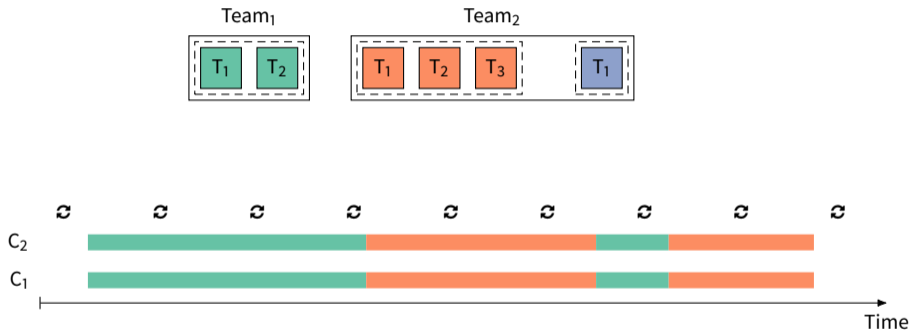 Team₁ Team₂
T₁ T₂ T₁ T₂ T₃ T₁
C₂
C₁
Time